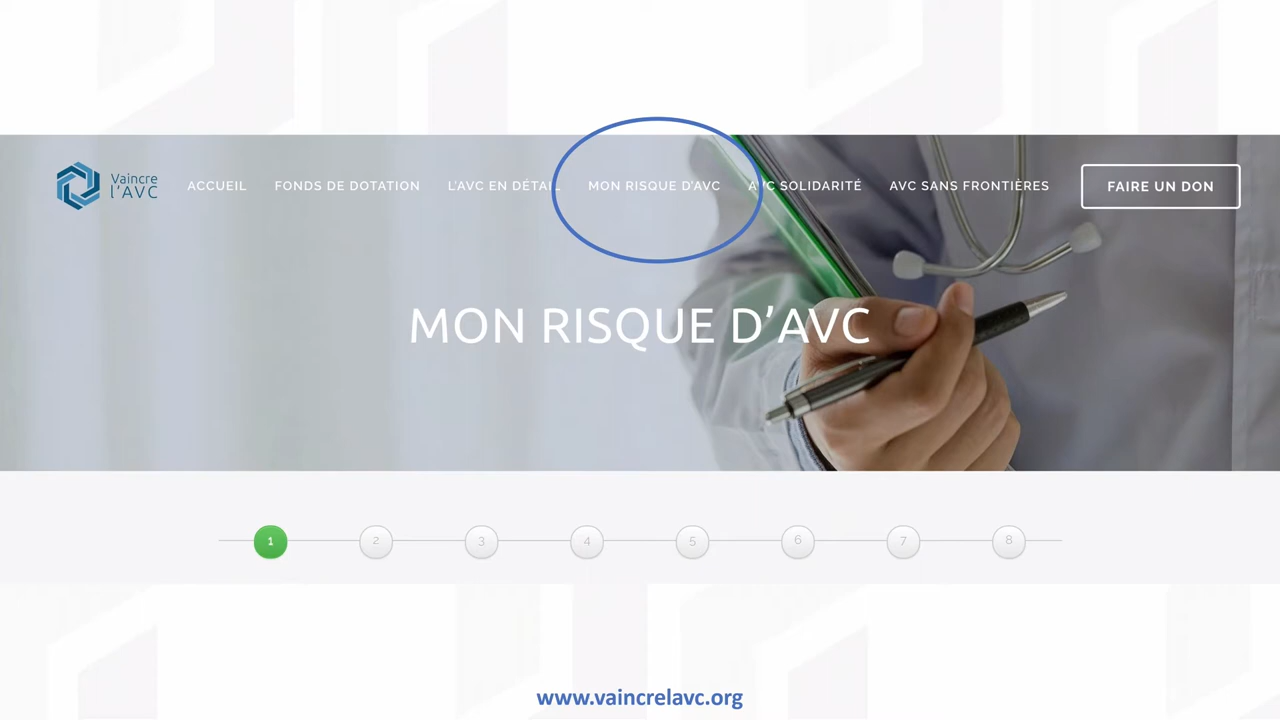 Vaincre
l'AVC
ACCUEIL FONDS DE DOTATION L'AVC EN DÉTAIL MON RISQUE D'AVC AVC SOLIDARITÉ AVC SANS FRONTIÈRES FAIRE UN DON
MON RISQUE D'AVC
1 2 3 4 5 6 7 8
www.vaincrelavc.org